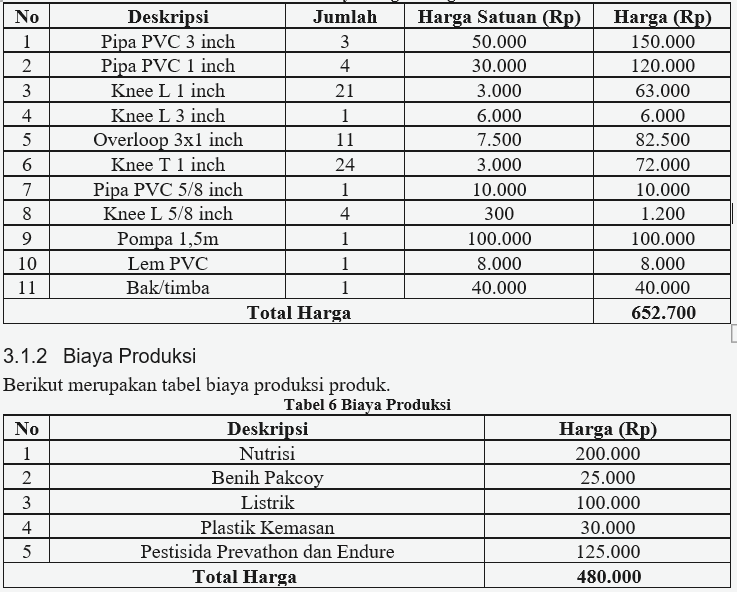 No Deskripsi Jumlah Harga Satuan (Rp) Harga (Rp)
1 Pipa PVC 3 inch 3 50.000 150.000
2 Pipa PVC 1 inch 4 30.000 120.000
3 Knee L 1 inch 21 3.000 63.000
4 Knee L 3 inch 1 6.000 6.000
5 Overloop 3x1 inch 11 7.500 82.500
6 Knee T 1 inch 24 3.000 72.000
7 Pipa PVC 5/8 inch 1 10.000 10.000
8 Knee L 5/8 inch 4 300 1.200
9 Pompa 1,5m 1 100.000 100.000
10 Lem PVC 1 8.000 8.000
11 Bak/timba 1 40.000 40.000
Total Harga 652.700
3.1.2 Biaya Produksi
Berikut merupakan tabel biaya produksi produk.
Tabel 6 Biaya Produksi
No Deskripsi Harga (Rp)
1 Nutrisi 200.000
2 Benih Pakcoy 25.000
3 Listrik 100.000
4 Plastik Kemasan 30.000
5 Pestisida Prevathon dan Endure 125.000
Total Harga 480.000